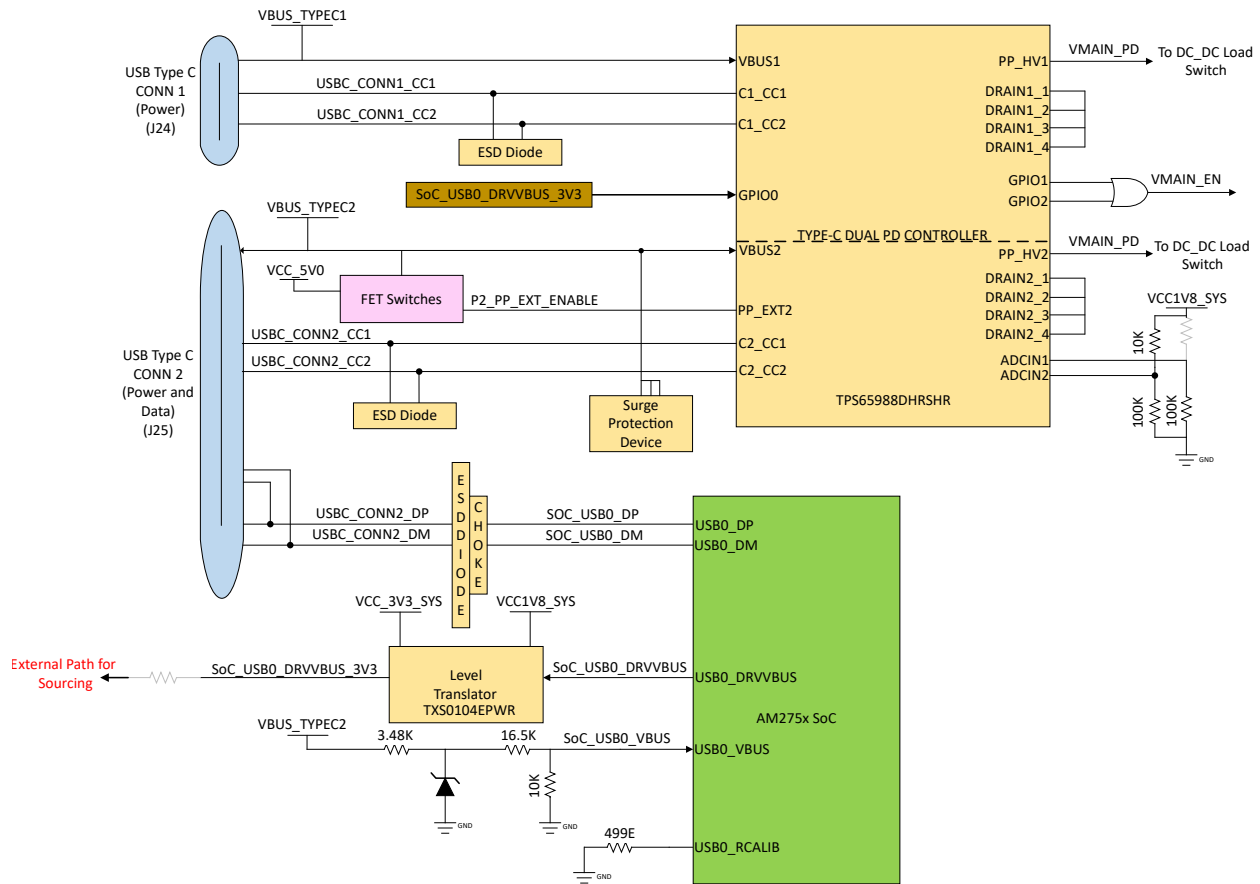 VBUS_TYPEC1
USB Type C
CONN 1
(Power)
(J24)
USBC_CONN1_CC1
USBC_CONN1_CC2
ESD Diode
SoC_USB0_DRVVBUS_3V3
VBUS1
C1_CC1
C1_CC2
GPIO0
PP_HV1
DRAIN1_1
DRAIN1_2
DRAIN1_3
DRAIN1_4
GPIO1
GPIO2
VMAIN_PD
To DC_DC Load
Switch
VMAIN_EN
TYPE-C DUAL PD CONTROLLER
VBUS_TYPEC2
VCC_5V0
FET Switches
P2_PP_EXT_ENABLE
USBC_CONN2_CC1
USBC_CONN2_CC2
USB Type C
CONN 2
(Power and
Data)
(J25)
ESD Diode
Surge
Protection
Device
VBUS2
PP_EXT2
C2_CC1
C2_CC2
PP_HV2
DRAIN2_1
DRAIN2_2
DRAIN2_3
DRAIN2_4
ADCIN1
ADCIN2
TPS65988DHRSHR
VMAIN_PD
To DC_DC Load
Switch
VCC1V8_SYS
10K
100K
100K
GND
USBC_CONN2_DP
USBC_CONN2_DM
ESDDIODE
CHOKE
SOC_USB0_DP
SOC_USB0_DM
USB0_DP
USB0_DM
VCC_3V3_SYS
VCC1V8_SYS
External Path for
Sourcing
SoC_USB0_DRVVBUS_3V3
Level
Translator
TXS0104EPWR
SoC_USB0_DRVVBUS
USB0_DRVVBUS
AM275x SoC
VBUS_TYPEC2
3.48K
16.5K
SoC_USB0_VBUS
USB0_VBUS
10K
GND
GND
499E
USB0_RCALIB
GND